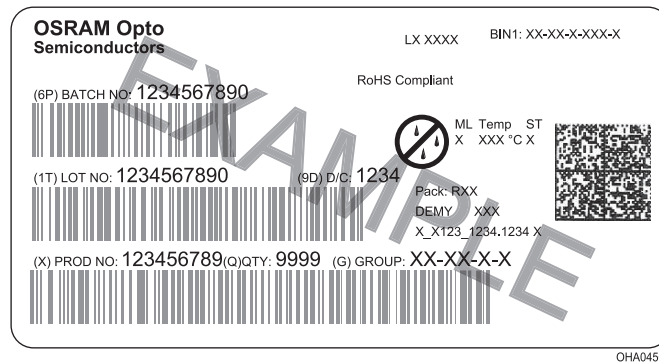 OSRAM Opto
Semiconductors
LX XXXX
BIN1: XX-XX-X-XXX-X
RoHS Compliant
(6P) BATCH NO: 1234567890
ML Temp ST
X XXX °C X
(1T) LOT NO: 1234567890 (9D) D/C: 1234
Pack: RXX
DEMY XXX
X_X123_1234.1234 X
(X) PROD NO: 123456789(Q)QTY: 9999 (G) GROUP: XX-XX-X-X
EXAMPLE
OHA04563